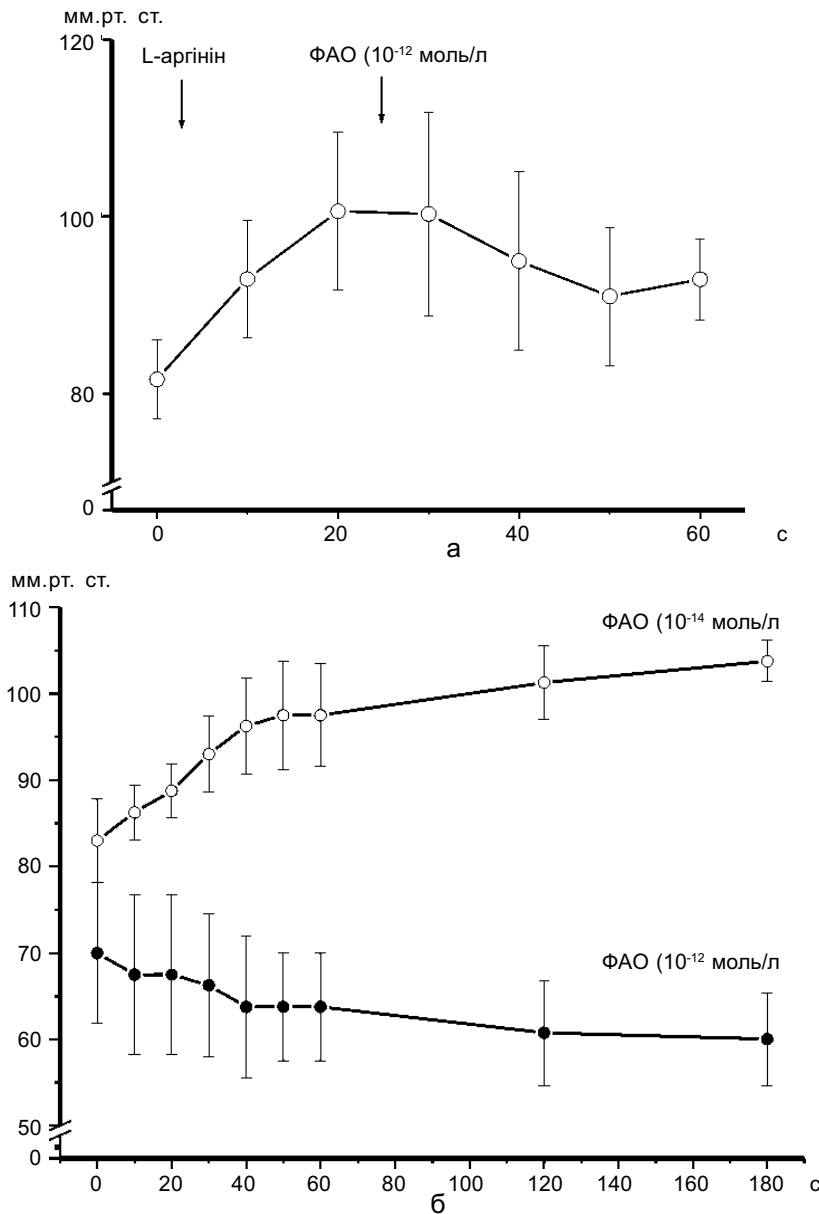 мм.рт. ст.
120
L-аргінін
ФАО (10⁻¹² моль/л
100
80
0
0 20 40 60 с
а
мм.рт. ст.
110
ФАО (10⁻¹⁴ моль/л
100
90
80
70
ФАО (10⁻¹² моль/л
60
50
0
0 20 40 60 80 100 120 140 160 180 с
б